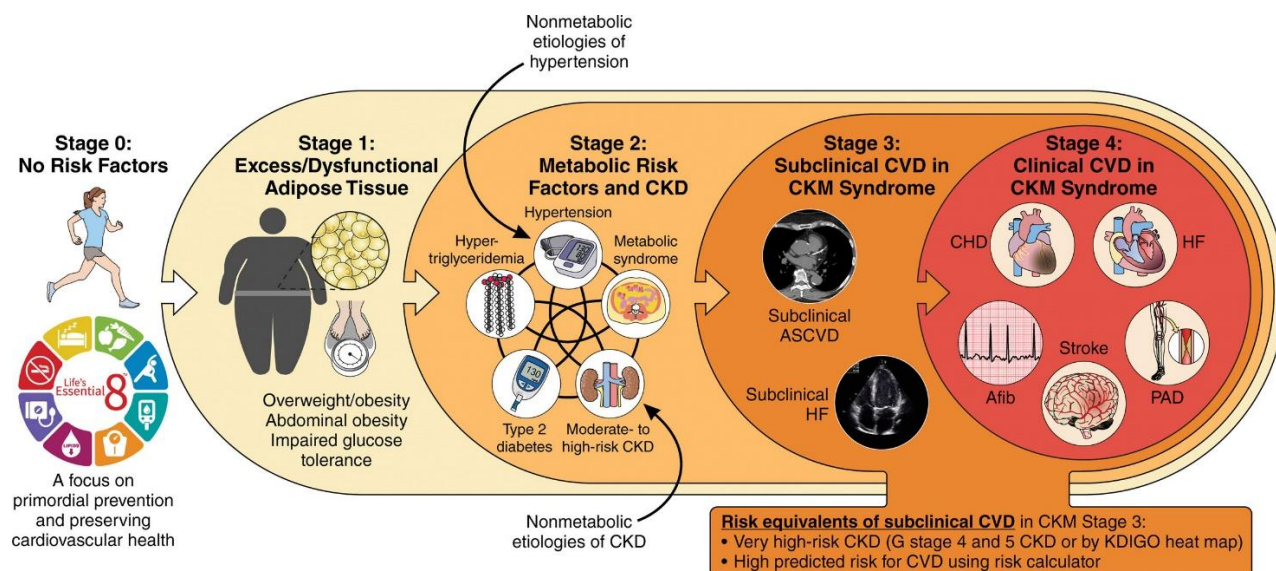 Nonmetabolic
etiologies of
hypertension
Stage 0:
No Risk Factors
Life's
Essential
8
LIPIDS
A focus on
primordial prevention
and preserving
cardiovascular health
Stage 1:
Excess/Dysfunctional
Adipose Tissue
Overweight/obesity
Abdominal obesity
Impaired glucose
tolerance
Stage 2:
Metabolic Risk
Factors and CKD
Hypertension
Hyper-
triglyceridemia
Metabolic
syndrome
130
Type 2
diabetes
Moderate- to
high-risk CKD
Nonmetabolic
etiologies of CKD
Stage 3:
Subclinical CVD in
CKM Syndrome
Subclinical
ASCVD
Subclinical
HF
Stage 4:
Clinical CVD in
CKM Syndrome
CHD
HF
Afib
Stroke
PAD
Risk equivalents of subclinical CVD in CKM Stage 3:
• Very high-risk CKD (G stage 4 and 5 CKD or by KDIGO heat map)
• High predicted risk for CVD using risk calculator